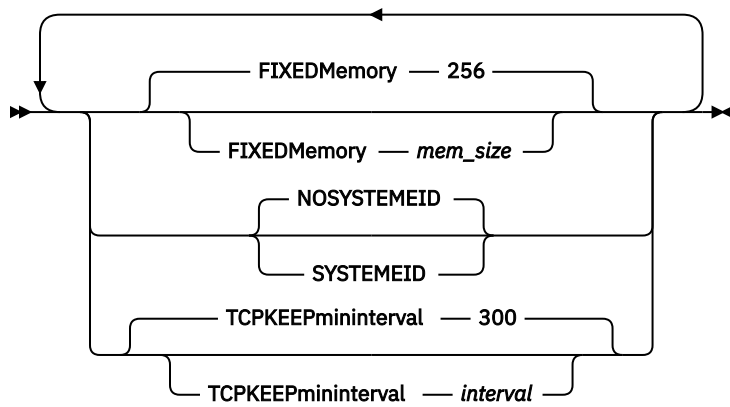 FIXEDMemory 256
FIXEDMemory mem_size
NOSYSTEMEID
SYSTEMEID
TCPKEEPmininterval 300
TCPKEEPmininterval interval